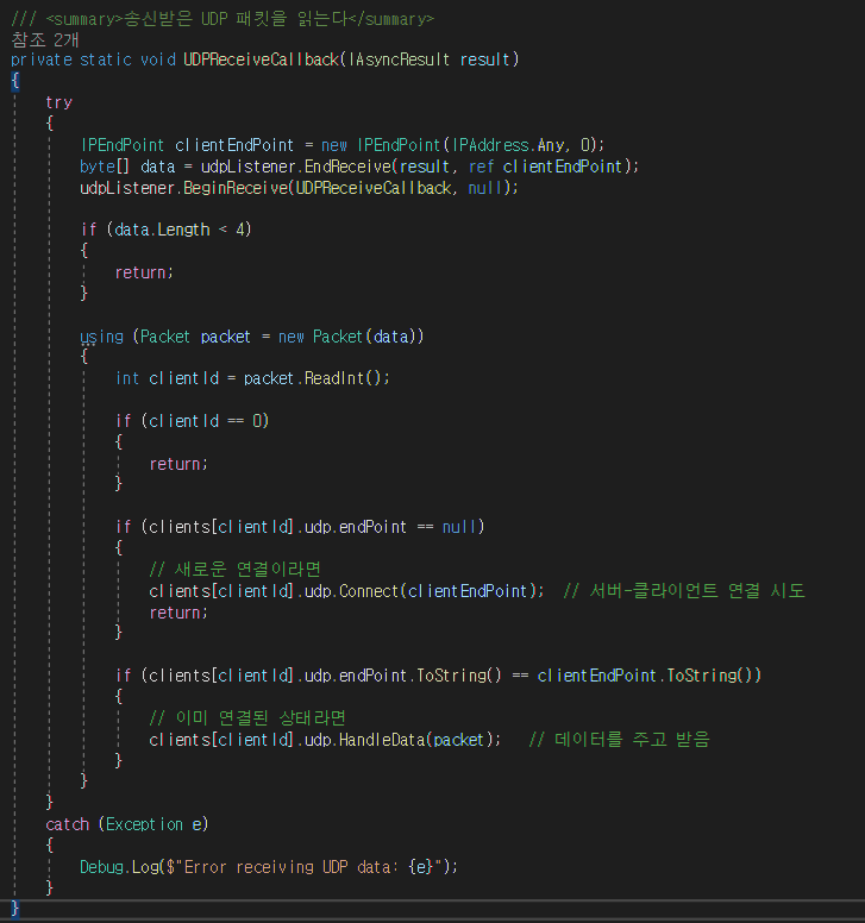 /// <summary>송신받은 UDP 패킷을 읽는다</summary>
참조 2개
private static void UDPReceiveCallback(IAsyncResult result)
{
    try
    {
        IPEndPoint clientEndPoint = new IPEndPoint(IPAddress.Any, 0);
        byte[] data = udpListener.EndReceive(result, ref clientEndPoint);
        udpListener.BeginReceive(UDPReceiveCallback, null);

        if (data.Length < 4)
        {
            return;
        }

        using (Packet packet = new Packet(data))
        {
            int clientId = packet.ReadInt();

            if (clientId == 0)
            {
                return;
            }

            if (clients[clientId].udp.endPoint == null)
            {
                // 새로운 연결이라면
                clients[clientId].udp.Connect(clientEndPoint);  // 서버-클라이언트 연결 시도
                return;
            }

            if (clients[clientId].udp.endPoint.ToString() == clientEndPoint.ToString())
            {
                // 이미 연결된 상태라면
                clients[clientId].udp.HandleData(packet);   // 데이터를 주고 받음
            }
        }
    }
    catch (Exception e)
    {
        Debug.Log($"Error receiving UDP data: {e}");
    }
}